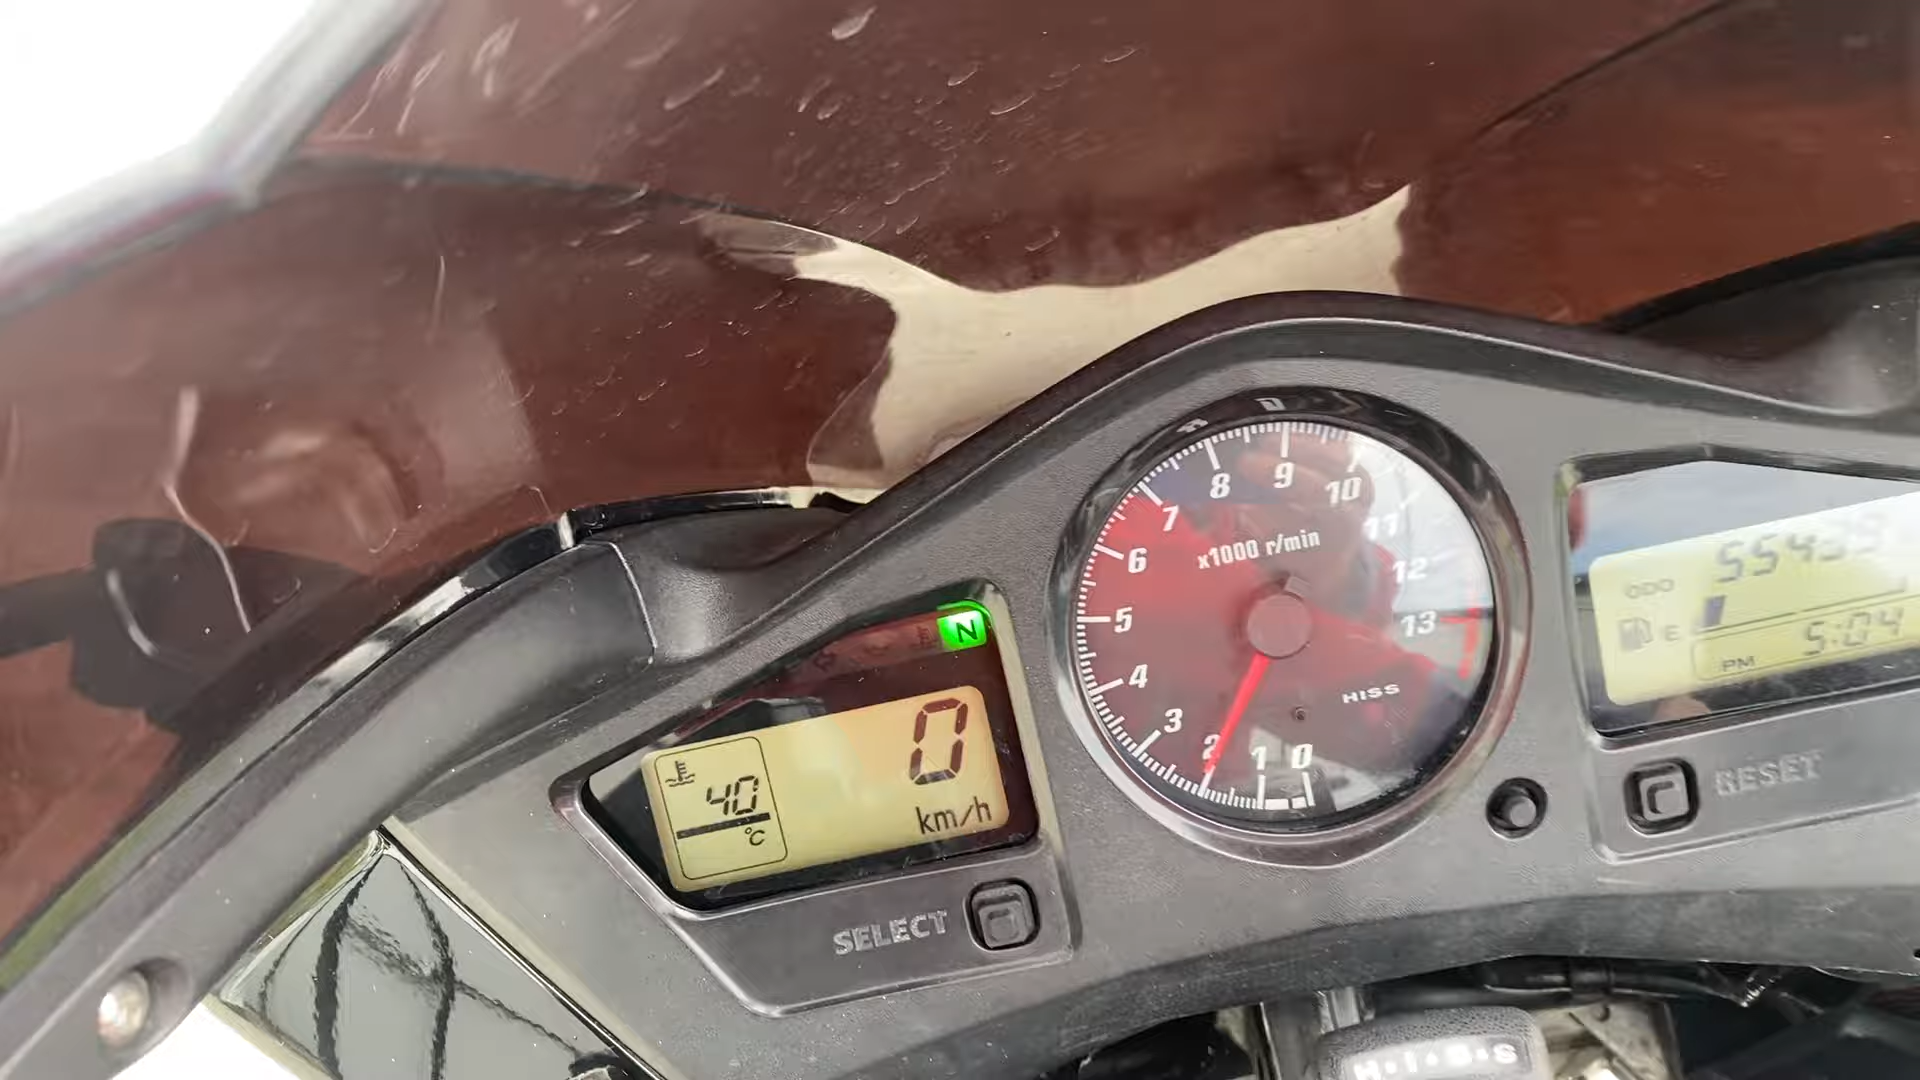 8
9
10
7
11
6
x1000 r/min
12
5
13
4
HISS
3
2
1
0
N
0
40
°C
km/h
SELECT
ODO
E
PM 5:04
RESET
H·I·S·S